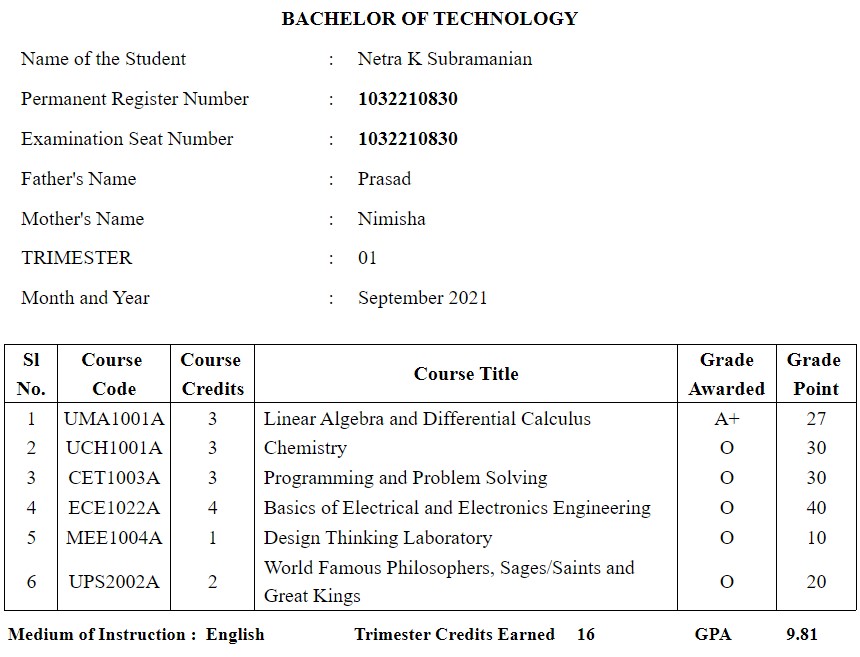 BACHELOR OF TECHNOLOGY
Name of the Student : Netra K Subramanian
Permanent Register Number : 1032210830
Examination Seat Number : 1032210830
Father's Name : Prasad
Mother's Name : Nimisha
TRIMESTER : 01
Month and Year : September 2021
Sl No. Course Code Course Credits Course Title Grade Awarded Grade Point
1 UMA1001A 3 Linear Algebra and Differential Calculus A+ 27
2 UCH1001A 3 Chemistry O 30
3 CET1003A 3 Programming and Problem Solving O 30
4 ECE1022A 4 Basics of Electrical and Electronics Engineering O 40
5 MEE1004A 1 Design Thinking Laboratory O 10
6 UPS2002A 2 World Famous Philosophers, Sages/Saints and Great Kings O 20
Medium of Instruction : English Trimester Credits Earned 16 GPA 9.81